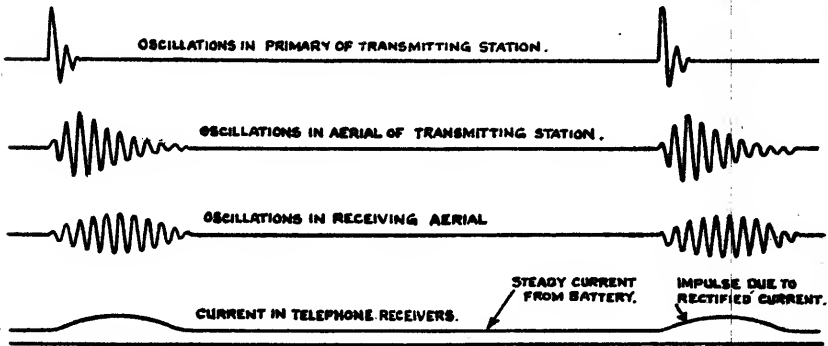 OSCILLATIONS IN PRIMARY OF TRANSMITTING STATION.
OSCILLATIONS IN AERIAL OF TRANSMITTING STATION.
OSCILLATIONS IN RECEIVING AERIAL
STEADY CURRENT
FROM BATTERY.
IMPULSE DUE TO
RECTIFIED CURRENT.
CURRENT IN TELEPHONE RECEIVERS.